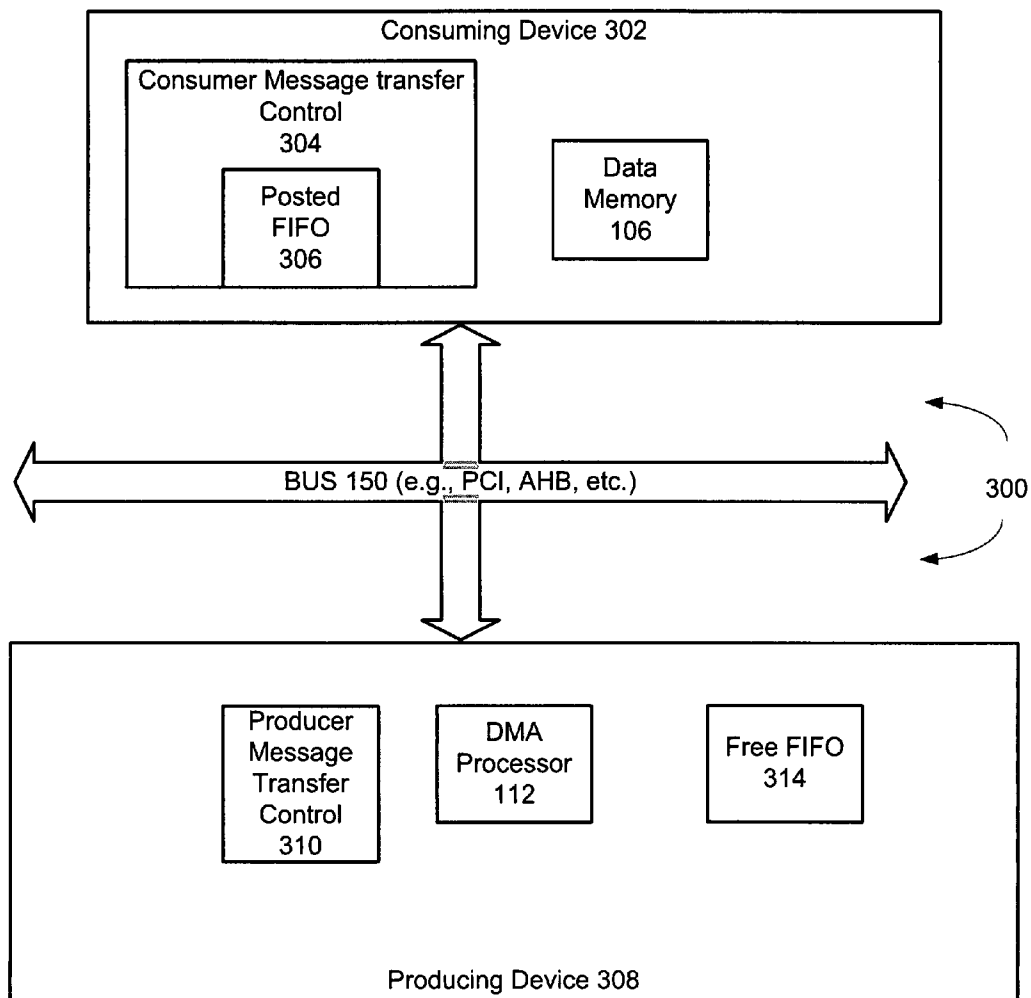 Consuming Device 302
Consumer Message transfer
Control
304
Posted
FIFO
306
Data
Memory
106
BUS 150 (e.g., PCI, AHB, etc.)
300
Producer
Message
Transfer
Control
310
DMA
Processor
112
Free FIFO
314
Producing Device 308